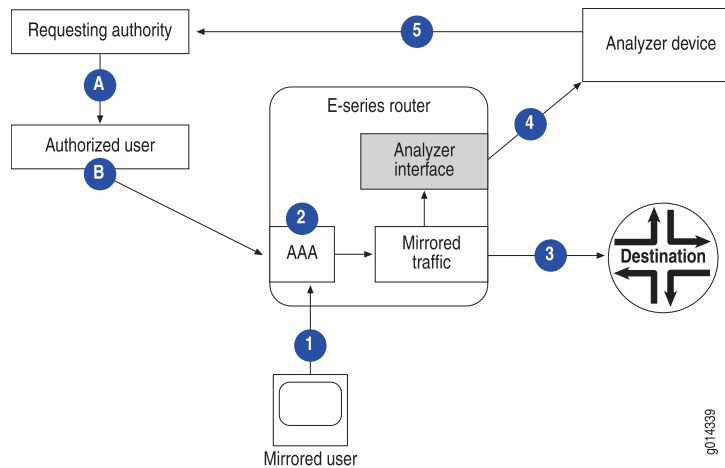 Requesting authority
5
Analyzer device
A
E-series router
4
Authorized user
Analyzer
interface
B
2
AAA
Mirrored
traffic
3
Destination
1
Mirrored user
g014339